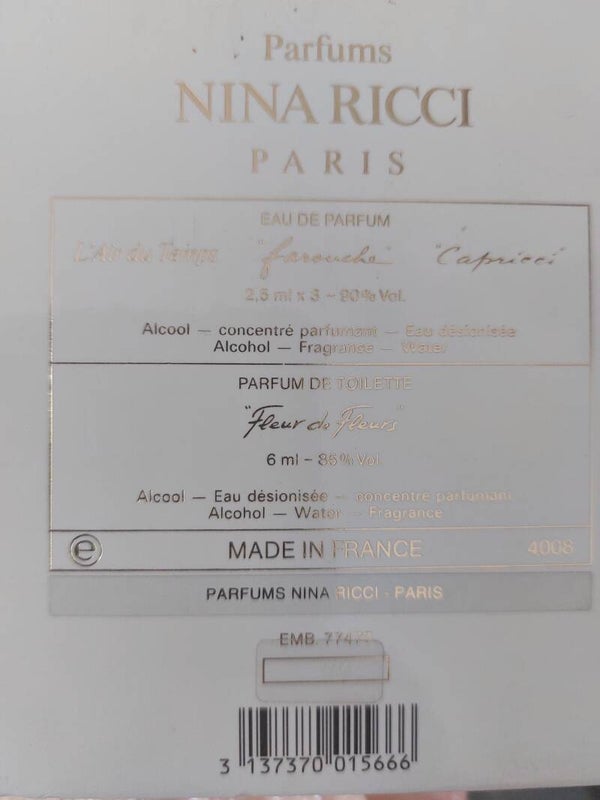 Parfums
NINA RICCI
PARIS
EAU DE PARFUM
L'Air du Temps "farouche" "Capricci"
2,5 ml x 3 – 90% Vol.
Alcool — concentré parfumant — Eau désionisée
Alcohol — Fragrance — Water
PARFUM DE TOILETTE
"Fleur de Fleurs"
6 ml – 85% Vol.
Alcool — Eau désionisée — concentré parfumant
Alcohol — Water — Fragrance
e MADE IN FRANCE 4008
PARFUMS NINA RICCI - PARIS
EMB.
3 137370 015666